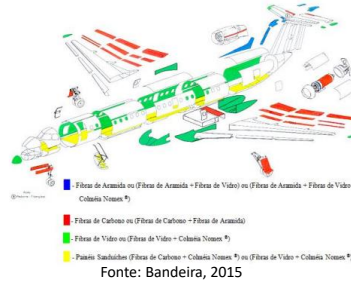 - Fibras de Aramida ou (Fibras de Aramida + Fibras de Vidro) ou (Fibras de Aramida + Fibras de Vidro
Colméia Nomex ®)
- Fibras de Carbono ou (Fibras de Carbono + Fibras de Aramida)
- Fibras de Vidro ou (Fibras de Vidro + Colméia Nomex ®)
- Painéis Sanduíches (Fibras de Carbono + Colméia Nomex ®) ou (Fibras de Vidro + Colméia Nomex ®)
Fonte: Bandeira, 2015